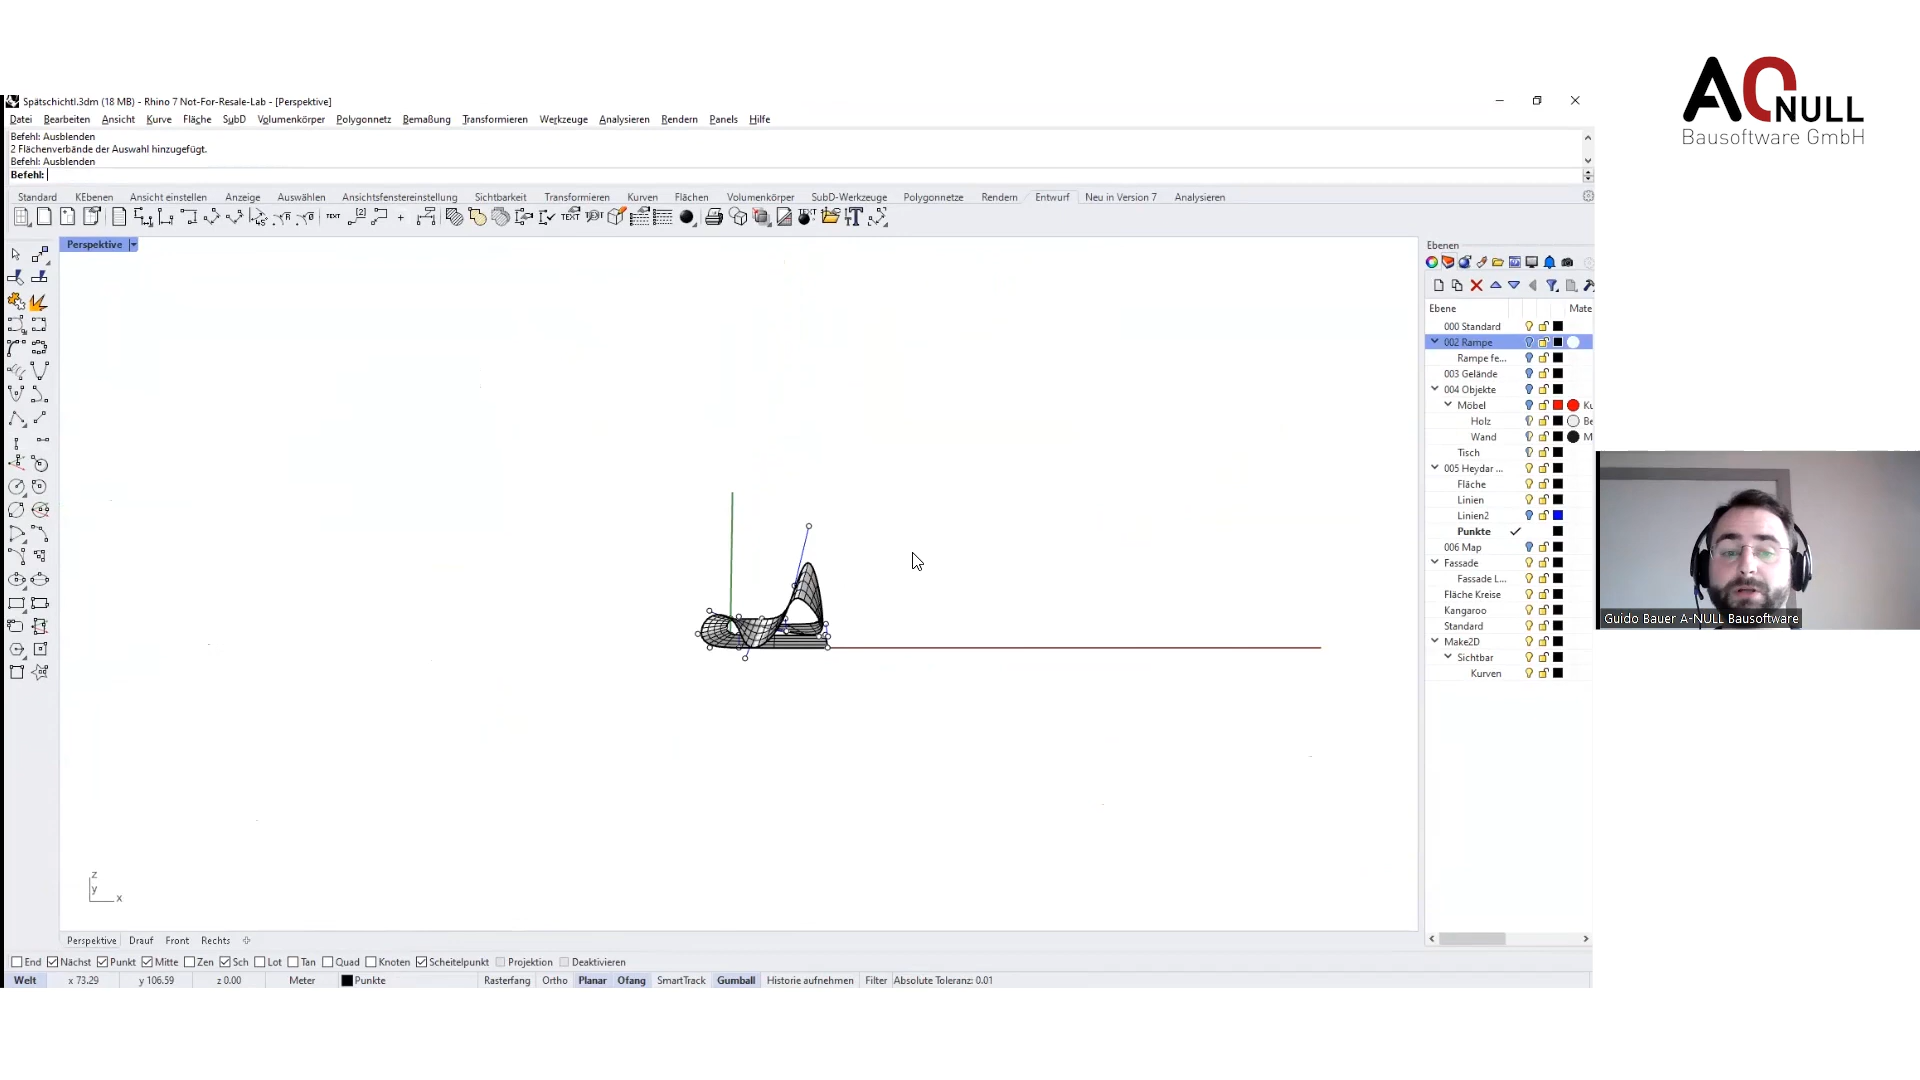 AC NULL
Bausoftware GmbH
Spätschichtl.3dm (18 MB) - Rhino 7 Not-For-Resale-Lab - [Perspektive]
Datei Bearbeiten Ansicht Kurve Fläche SubD Volumenkörper Polygonnetz Bemaßung Transformieren Werkzeuge Analysieren Rendern Panels Hilfe
Befehl: Ausblenden
2 Flächenverbände der Auswahl hinzugefügt.
Befehl: Ausblenden
Befehl:
Standard KEbenen Ansicht einstellen Anzeige Auswählen Ansichtsfenstereinstellung Sichtbarkeit Transformieren Kurven Flächen Volumenkörper SubD-Werkzeuge Polygonnetze Rendern Entwurf Neu in Version 7 Analysieren
Perspektive
Ebenen
Ebene Mate
000 Standard
002 Rampe
Rampe fe...
003 Gelände
004 Objekte
Möbel Ku
Holz Be
Wand M
Tisch
005 Heydar ...
Fläche
Linien
Linien2
Punkte
006 Map
Fassade
Fassade L...
Fläche Kreise
Kangaroo
Standard
Make2D
Sichtbar
Kurven
Guido Bauer A-NULL Bausoftware
z
y
x
Perspektive Drauf Front Rechts
End Nächst Punkt Mitte Zen Sch Lot Tan Quad Knoten Scheitelpunkt Projektion Deaktivieren
Welt x 73.29 y 106.59 z 0.00 Meter Punkte Rasterfang Ortho Planar Ofang SmartTrack Gumball Historie aufnehmen Filter Absolute Toleranz: 0.01